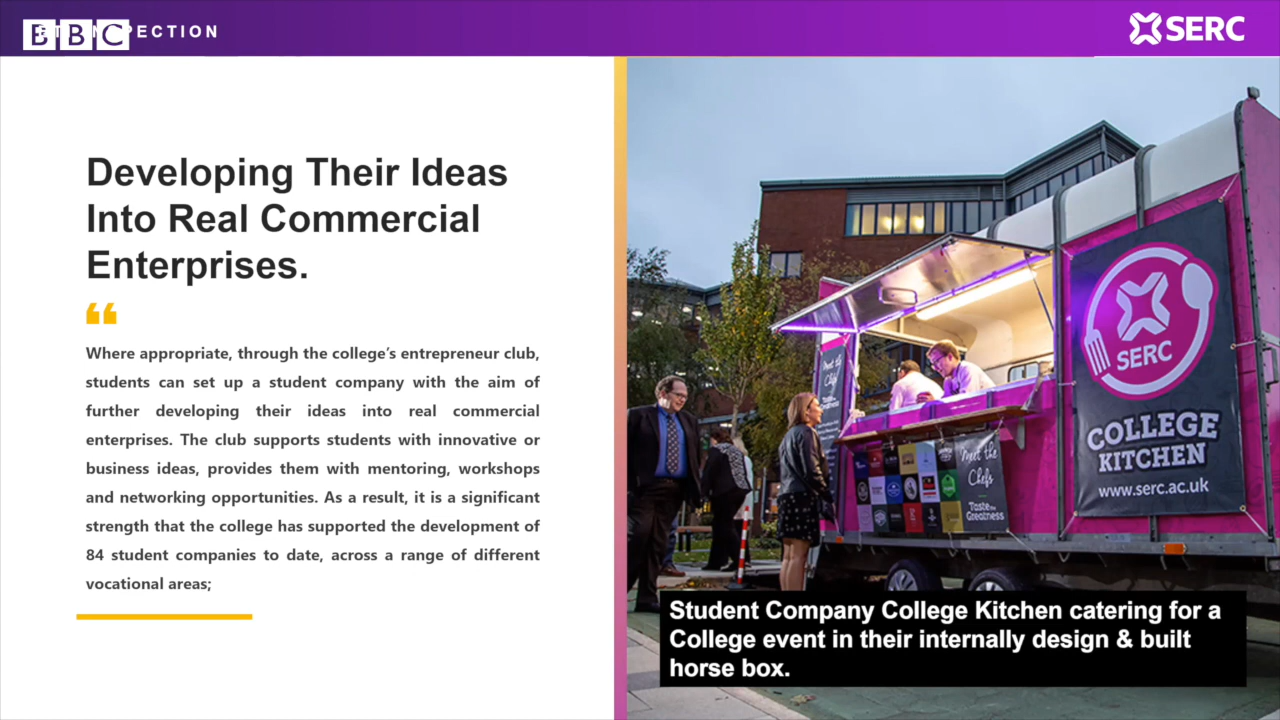 BBC
PECTION
SERC
Developing Their Ideas
Into Real Commercial
Enterprises.
“
Where appropriate, through the college’s entrepreneur club,
students can set up a student company with the aim of
further developing their ideas into real commercial
enterprises. The club supports students with innovative or
business ideas, provides them with mentoring, workshops
and networking opportunities. As a result, it is a significant
strength that the college has supported the development of
84 student companies to date, across a range of different
vocational areas;
Meet the
Chefs
SERC
COLLEGE
KITCHEN
www.serc.ac.uk
Meet the
Chefs
Taste the
Greatness
Student Company College Kitchen catering for a
College event in their internally design & built
horse box.